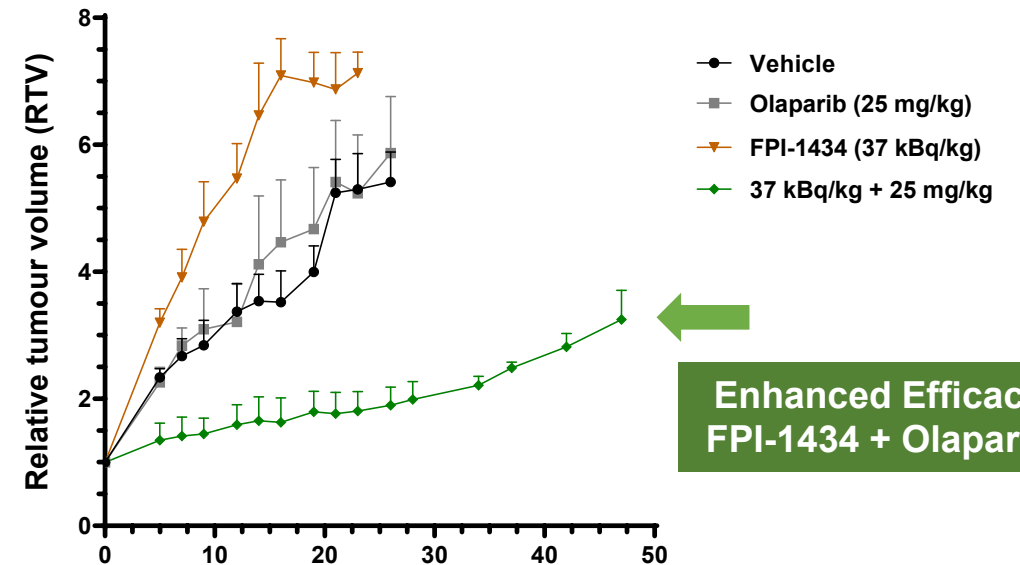 Relative tumour volume (RTV)
8
6
4
2
0
0 10 20 30 40 50
Vehicle
Olaparib (25 mg/kg)
FPI-1434 (37 kBq/kg)
37 kBq/kg + 25 mg/kg
Enhanced Efficac
FPI-1434 + Olapar